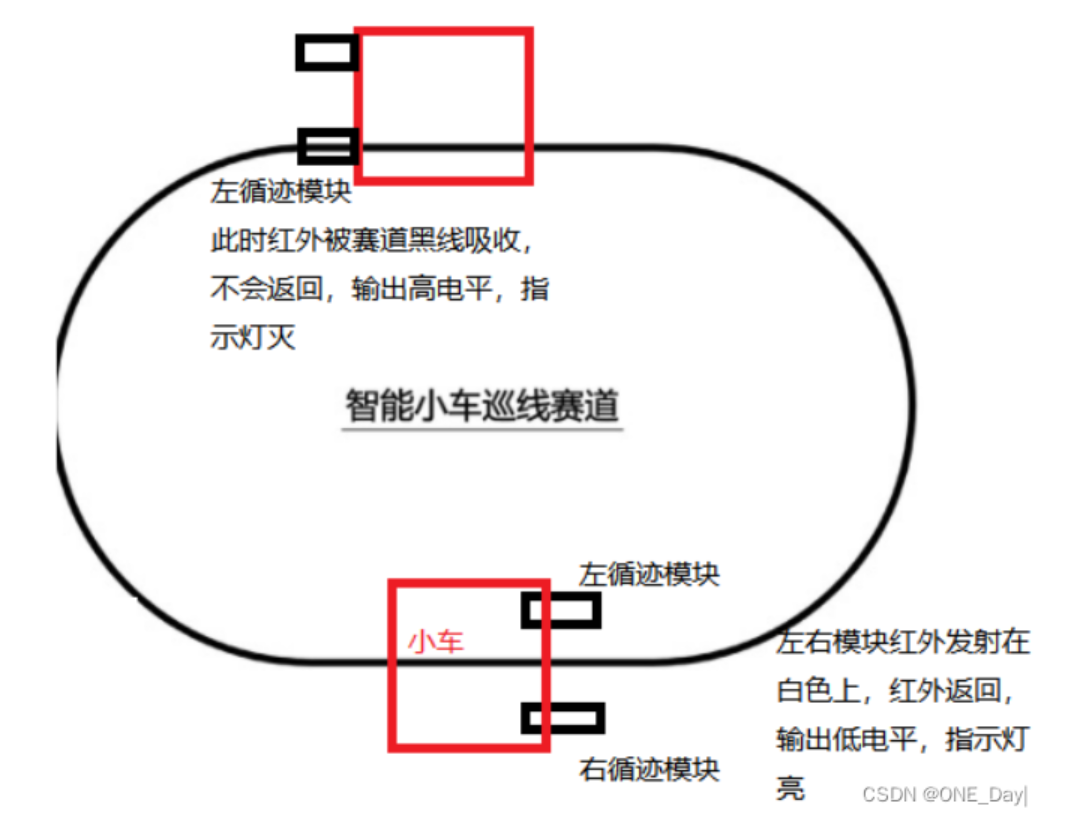 左循迹模块
此时红外被赛道黑线吸收，
不会返回，输出高电平，指
示灯灭
智能小车巡线赛道
左循迹模块
小车
左右模块红外发射在
白色上，红外返回，
输出低电平，指示灯
亮
右循迹模块
CSDN @ONE_Day|